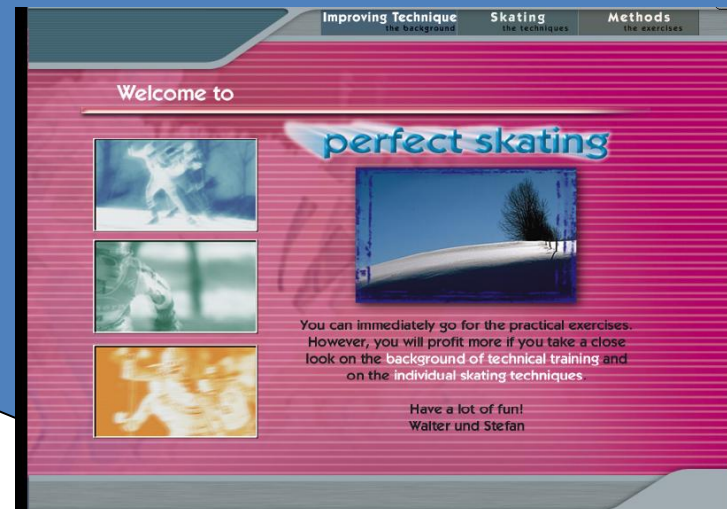 Improving Technique
the background
Skating
the techniques
Methods
the exercises
Welcome to
perfect skating
You can immediately go for the practical exercises.
However, you will profit more if you take a close
look on the background of technical training and
on the individual skating techniques.
Have a lot of fun!
Walter und Stefan